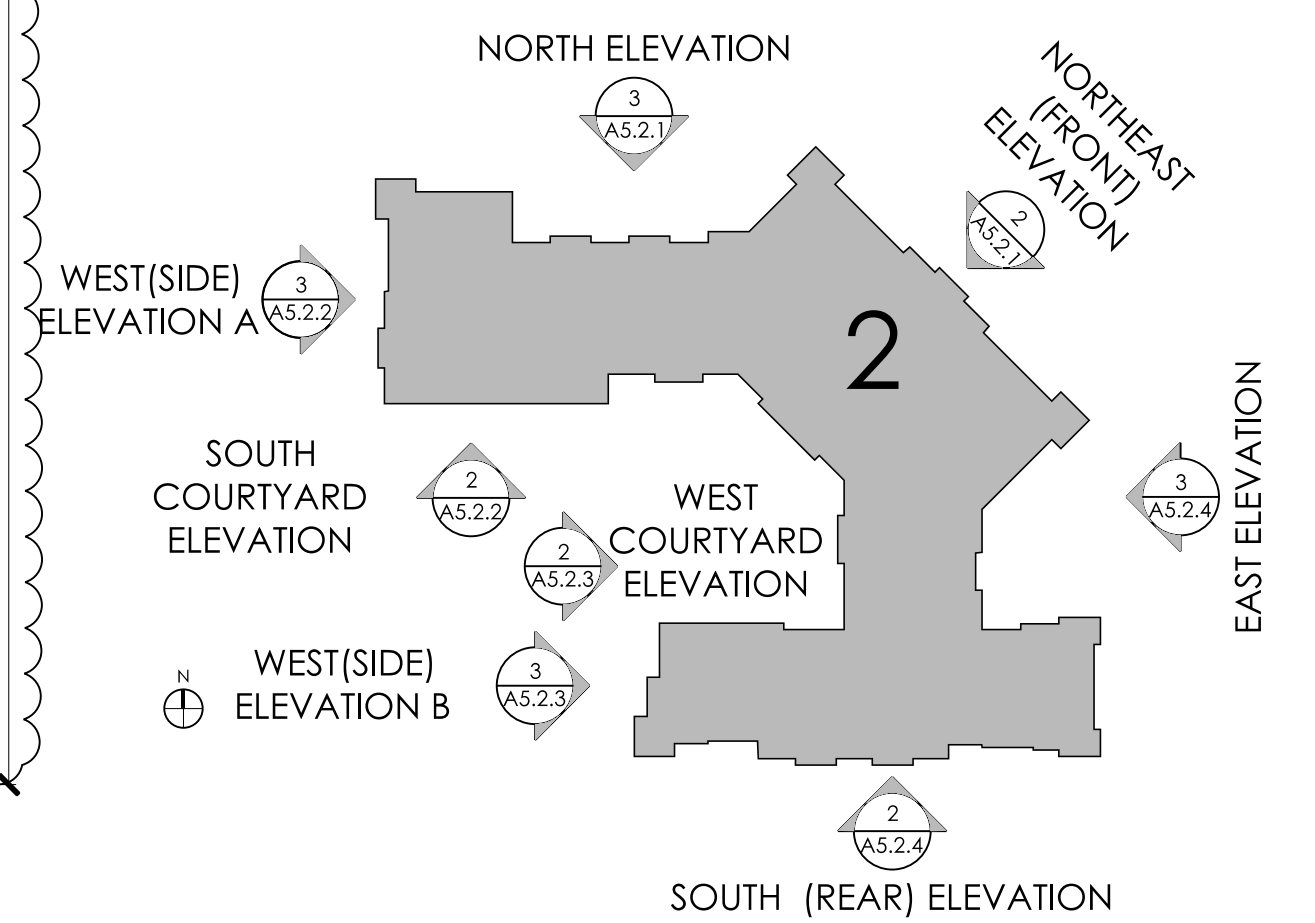 NORTH ELEVATION
3
A5.2.1
NORTHEAST
(FRONT)
ELEVATION
2
A5.2.1
WEST(SIDE)
ELEVATION A
3
A5.2.2
2
SOUTH
COURTYARD
ELEVATION
2
A5.2.2
WEST
COURTYARD
ELEVATION
2
A5.2.3
3
A5.2.4
EAST ELEVATION
N
WEST(SIDE)
ELEVATION B
3
A5.2.3
2
A5.2.4
SOUTH (REAR) ELEVATION